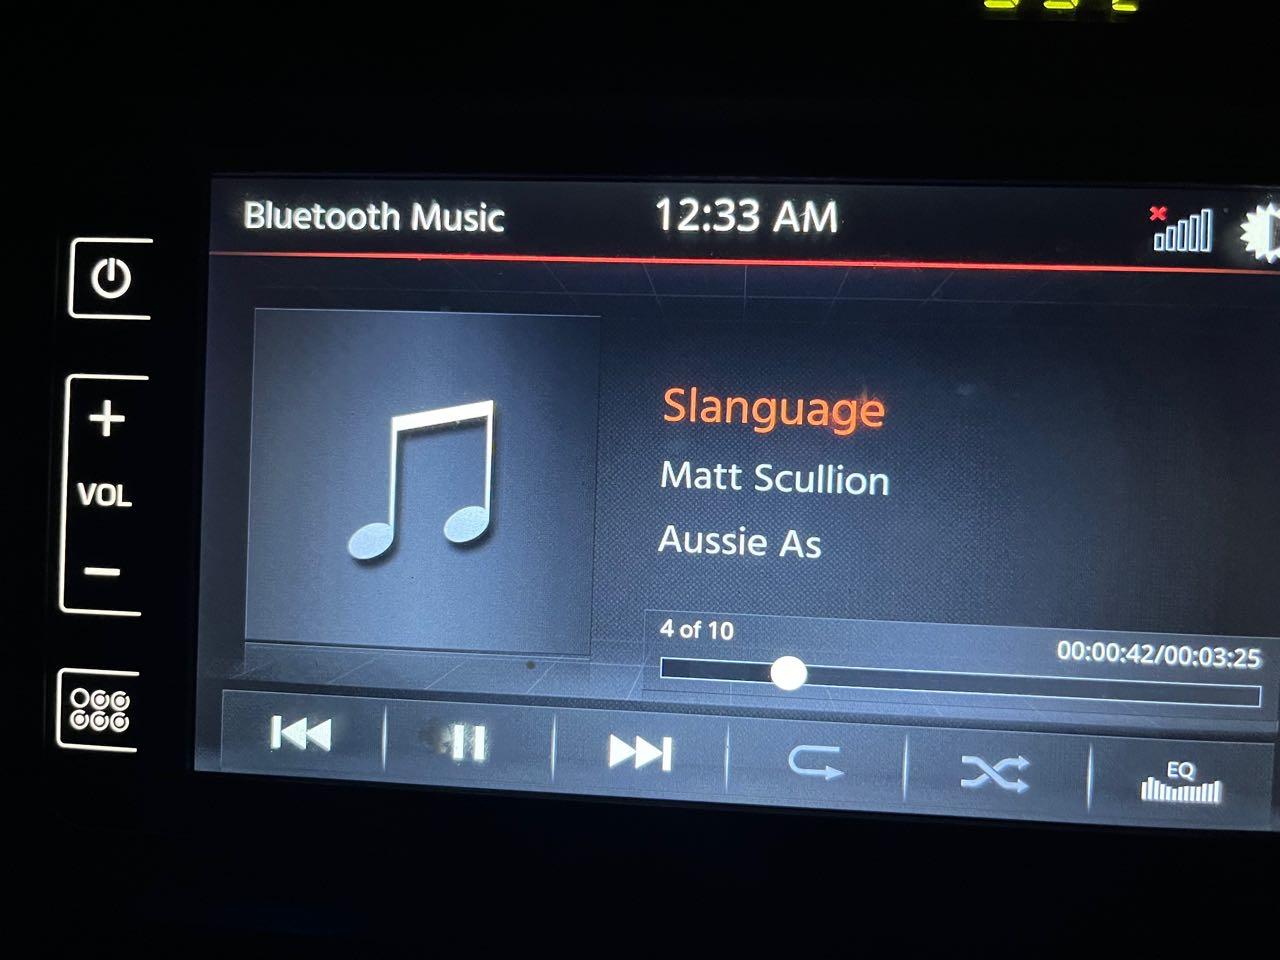 Bluetooth Music
12:33 AM
VOL
Slanguage
Matt Scullion
Aussie As
4 of 10
00:00:42/00:03:25
EQ